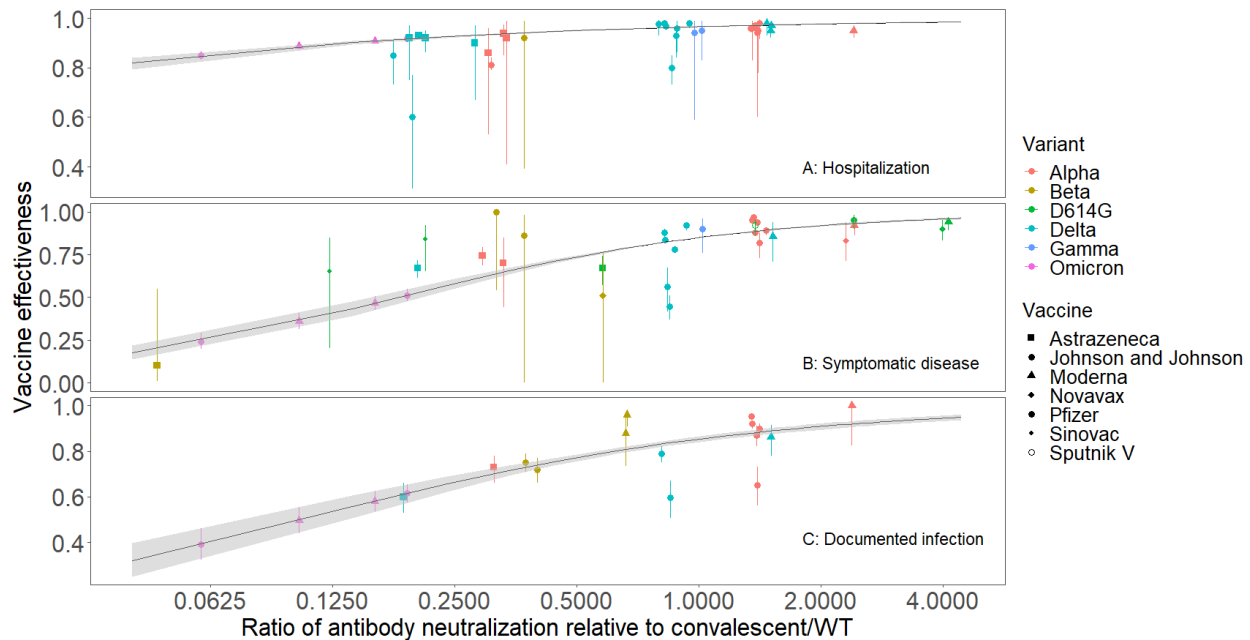 1.0
0.8
0.6
0.4
A: Hospitalization
1.00
0.75
0.50
0.25
0.00
B: Symptomatic disease
1.0
0.8
0.6
0.4
C: Documented infection
Vaccine effectiveness
0.0625 0.1250 0.2500 0.5000 1.0000 2.0000 4.0000
Ratio of antibody neutralization relative to convalescent/WT
Variant
Alpha
Beta
D614G
Delta
Gamma
Omicron
Vaccine
Astrazeneca
Johnson and Johnson
Moderna
Novavax
Pfizer
Sinovac
Sputnik V